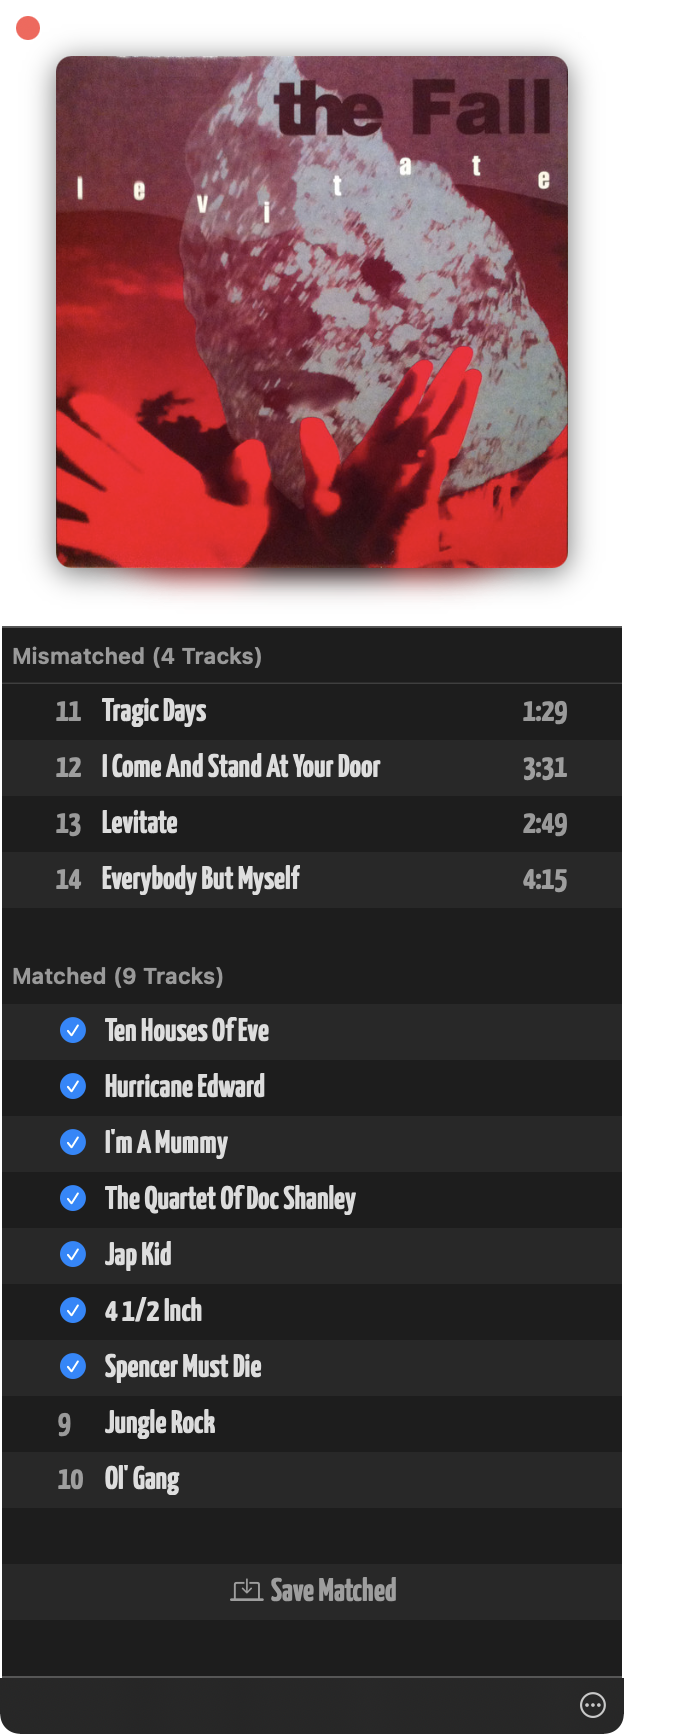 the Fall
levitate
Mismatched (4 Tracks)
11 Tragic Days 1:29
12 I Come And Stand At Your Door 3:31
13 Levitate 2:49
14 Everybody But Myself 4:15
Matched (9 Tracks)
Ten Houses Of Eve
Hurricane Edward
I'm A Mummy
The Quartet Of Doc Shanley
Jap Kid
4 1/2 Inch
Spencer Must Die
9 Jungle Rock
10 Ol' Gang
Save Matched